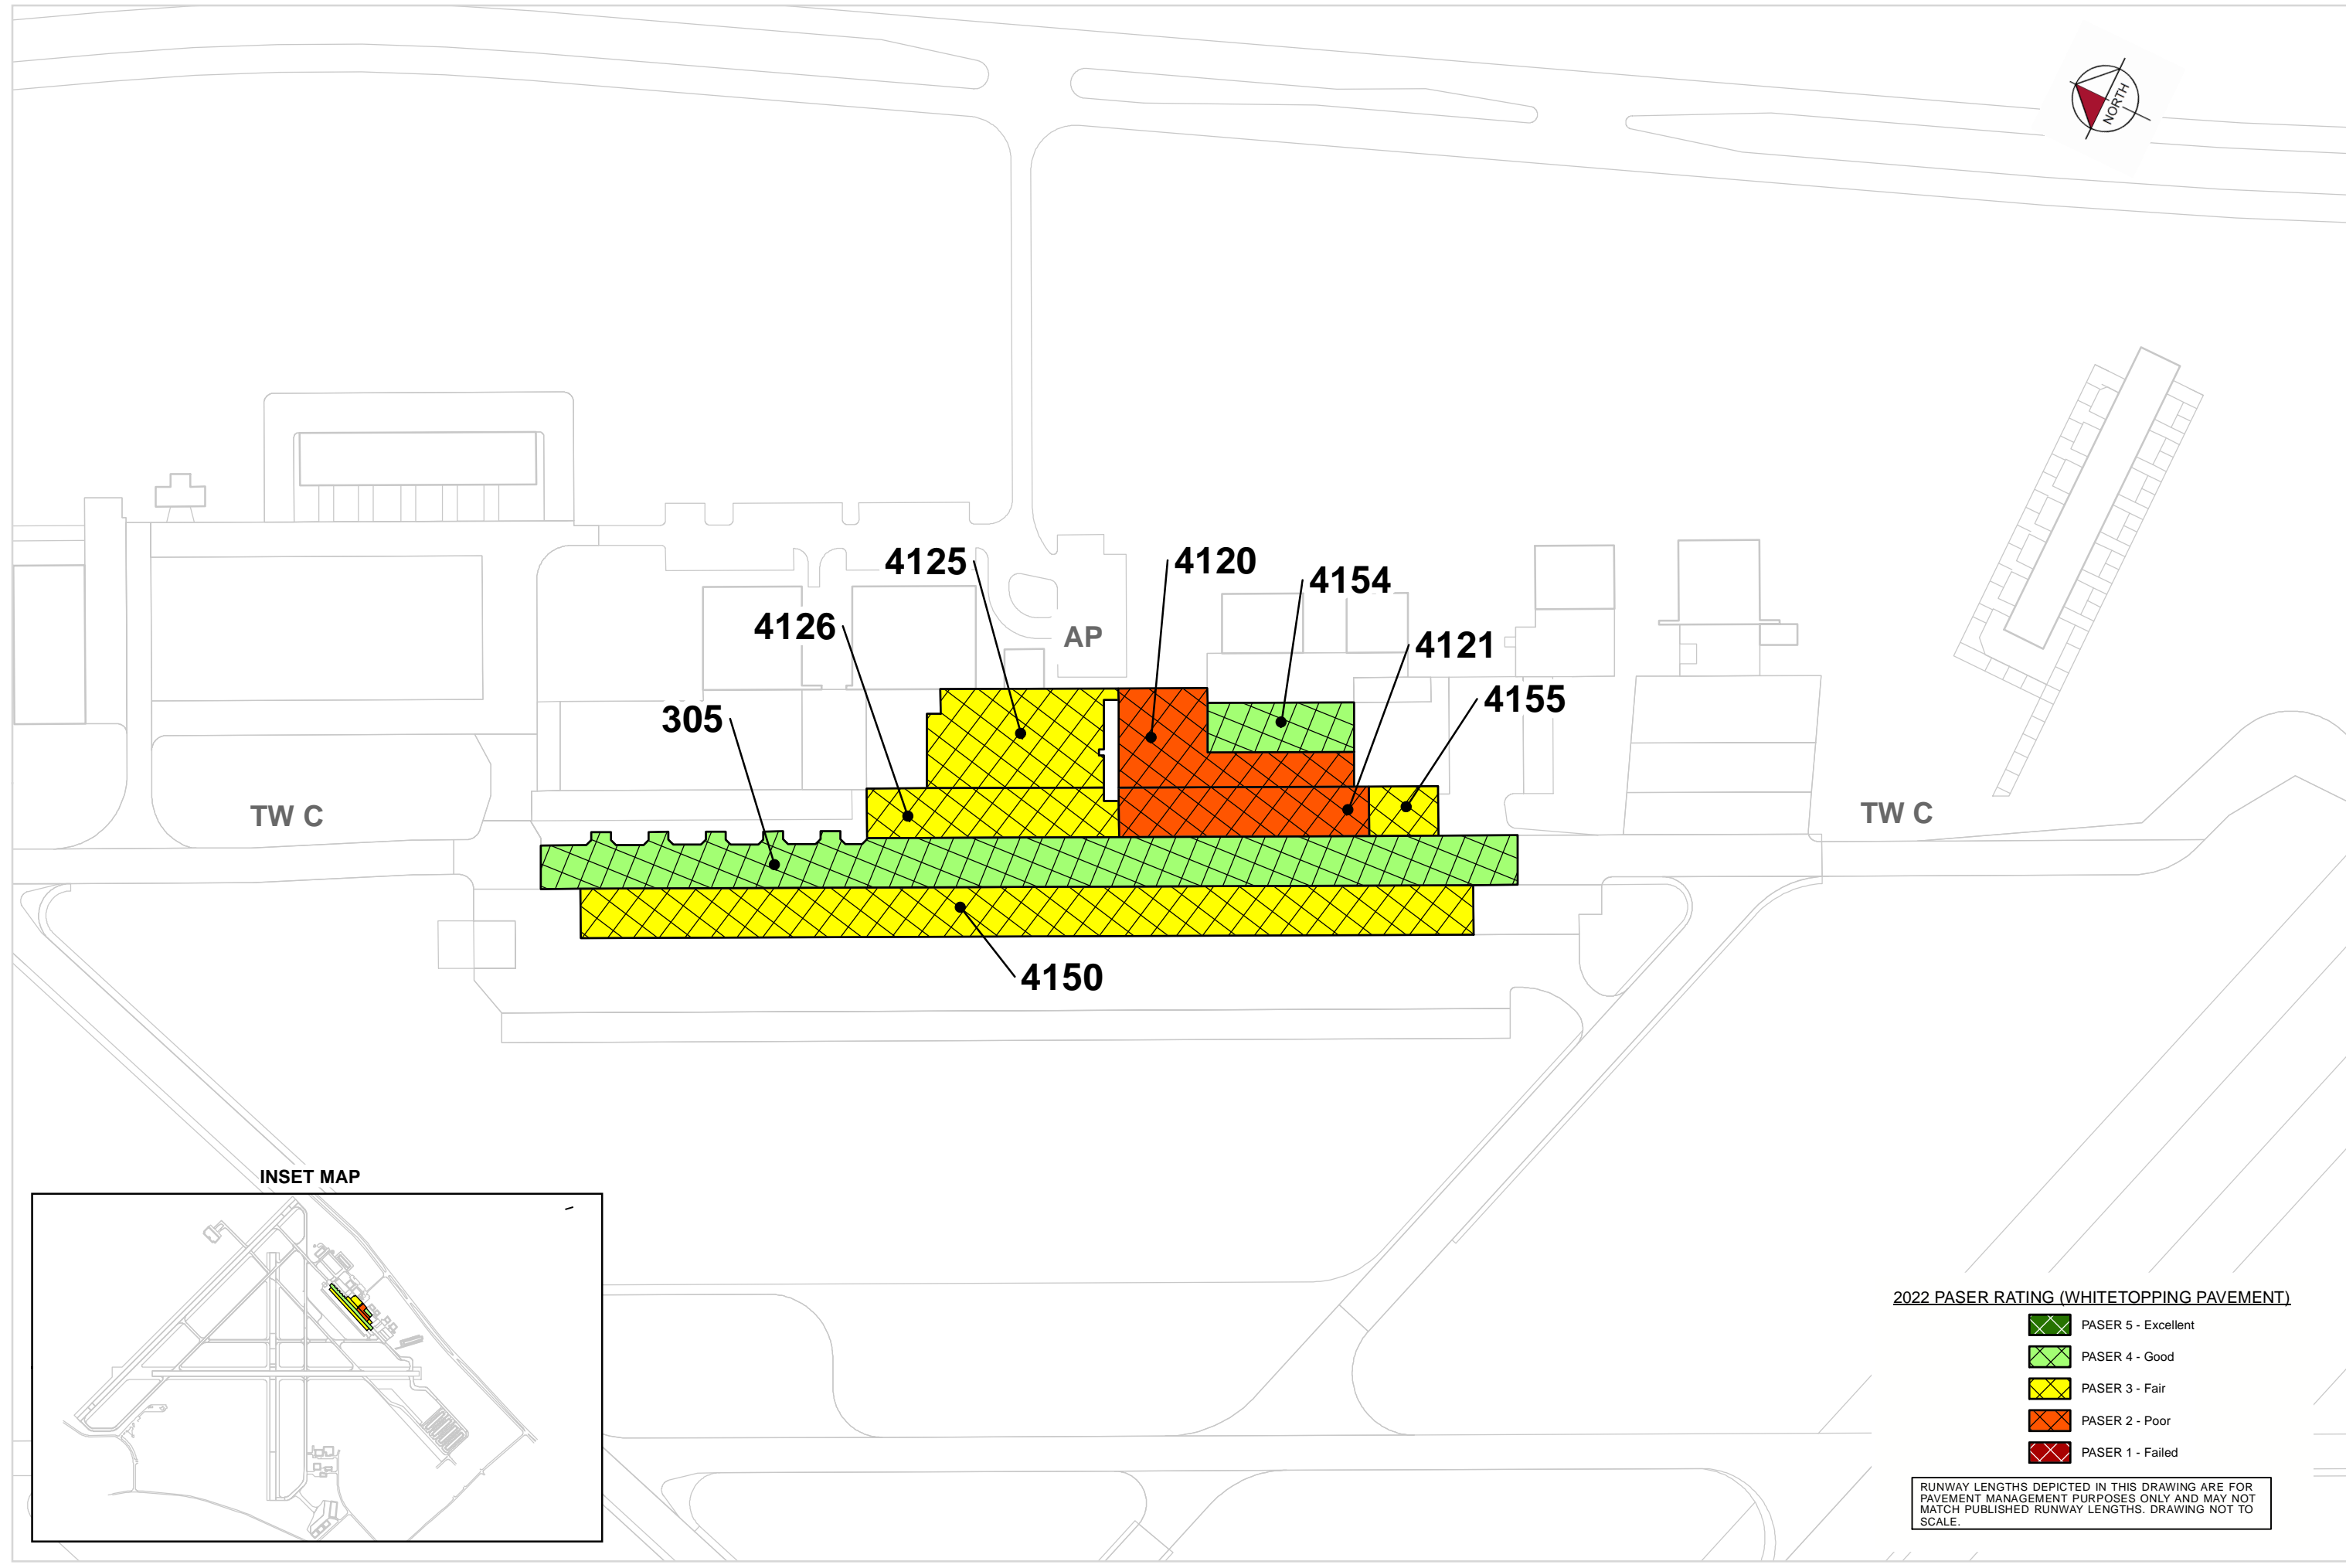 NORTH
4125
4120
4154
4126
AP
4121
4155
305
TW C
TW C
4150
INSET MAP
2022 PASER RATING (WHITETOPPING PAVEMENT)
PASER 5 - Excellent
PASER 4 - Good
PASER 3 - Fair
PASER 2 - Poor
PASER 1 - Failed
RUNWAY LENGTHS DEPICTED IN THIS DRAWING ARE FOR
PAVEMENT MANAGEMENT PURPOSES ONLY AND MAY NOT
MATCH PUBLISHED RUNWAY LENGTHS. DRAWING NOT TO
SCALE.